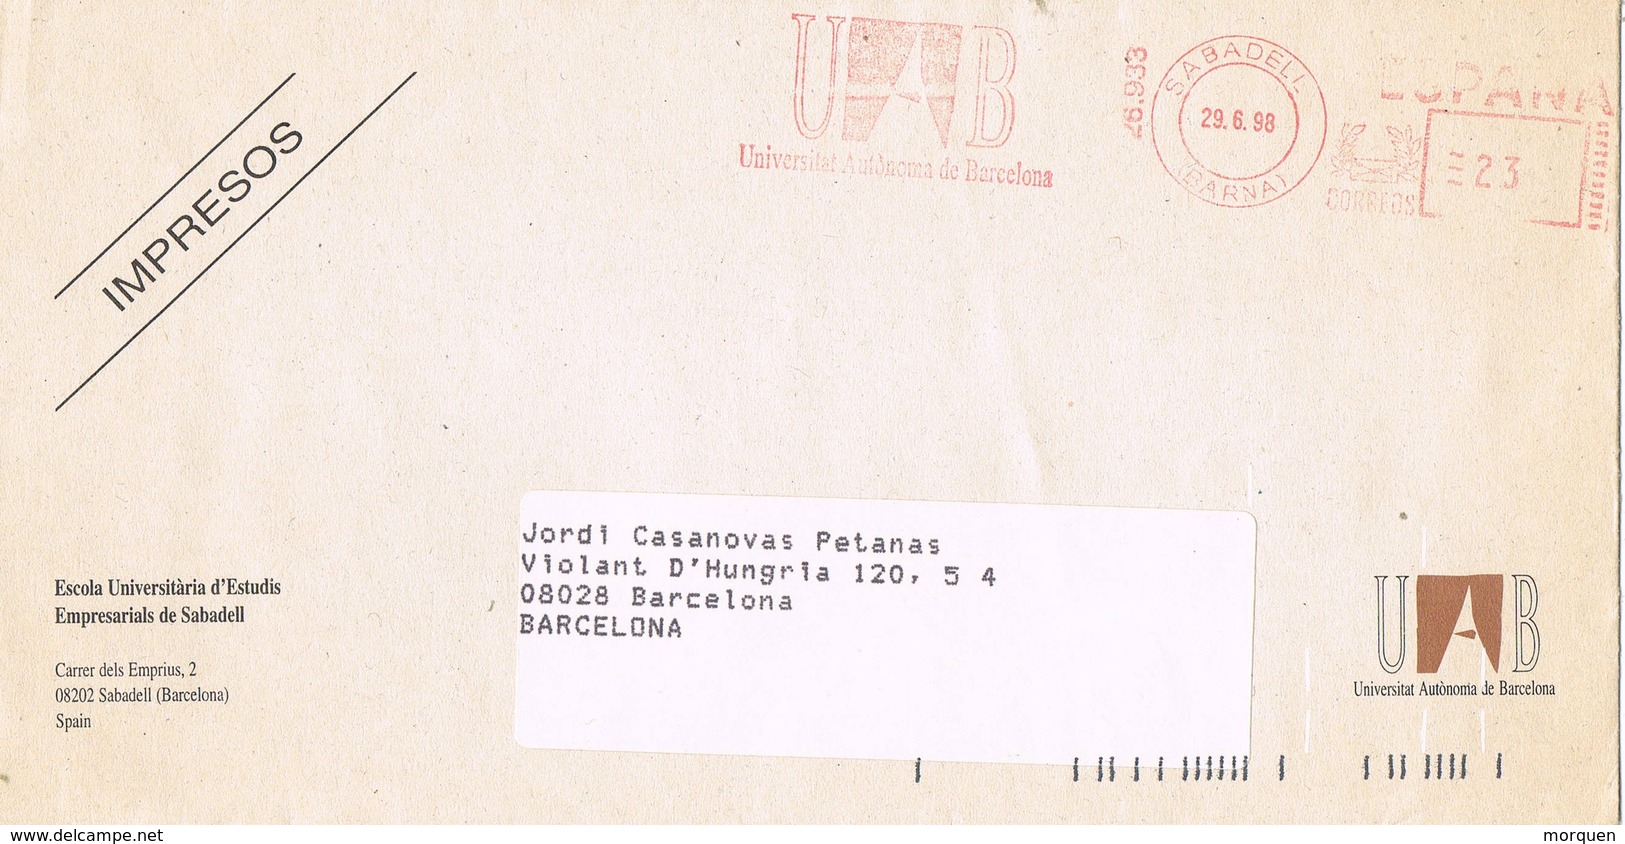 UAB
Universitat Autònoma de Barcelona
26.933
SABADELL
29.6.98
(BARNA)
ESPAÑA
CORREOS
23
IMPRESOS
Jordi Casanovas Petanas
Violant D'Hungria 120, 5 4
08028 Barcelona
BARCELONA
Escola Universitària d'Estudis
Empresarials de Sabadell
Carrer dels Emprius, 2
08202 Sabadell (Barcelona)
Spain
UAB
Universitat Autònoma de Barcelona
www.delcampe.net
morquen